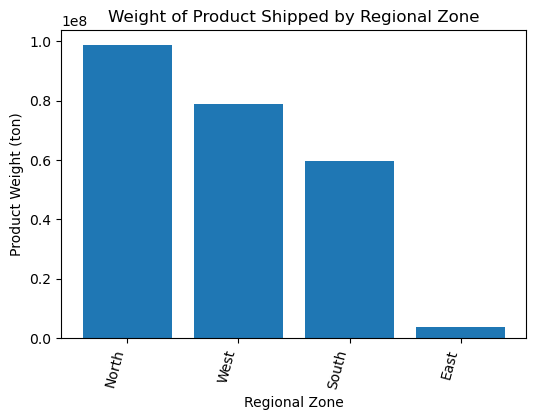 Weight of Product Shipped by Regional Zone
1e8
Product Weight (ton)
1.0
0.8
0.6
0.4
0.2
0.0
North
West
South
East
Regional Zone